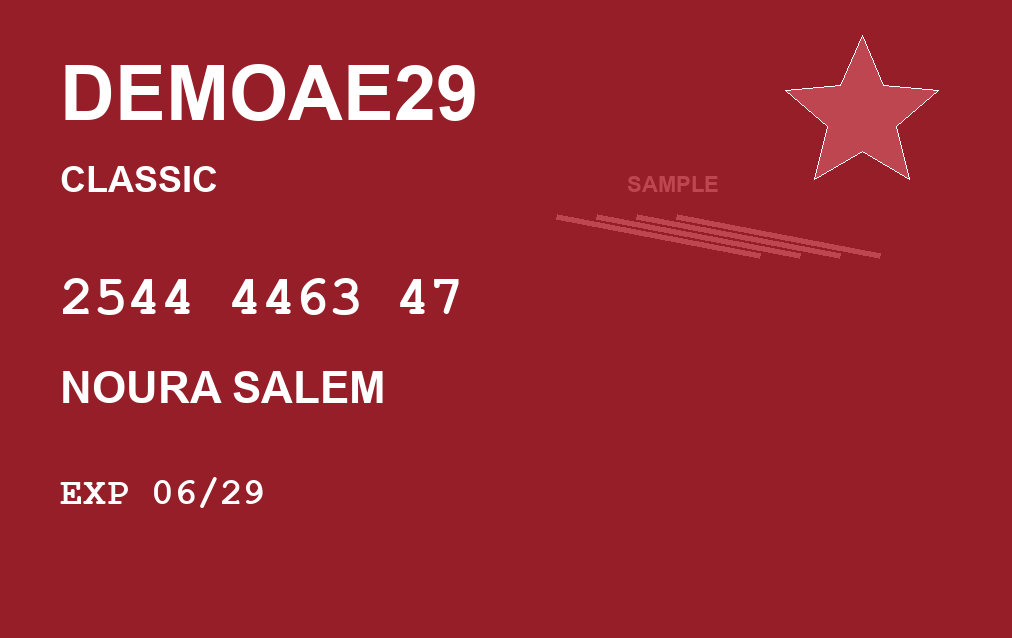 DEMOAE29
CLASSIC
SAMPLE
2544 4463 47
NOURA SALEM
EXP 06/29